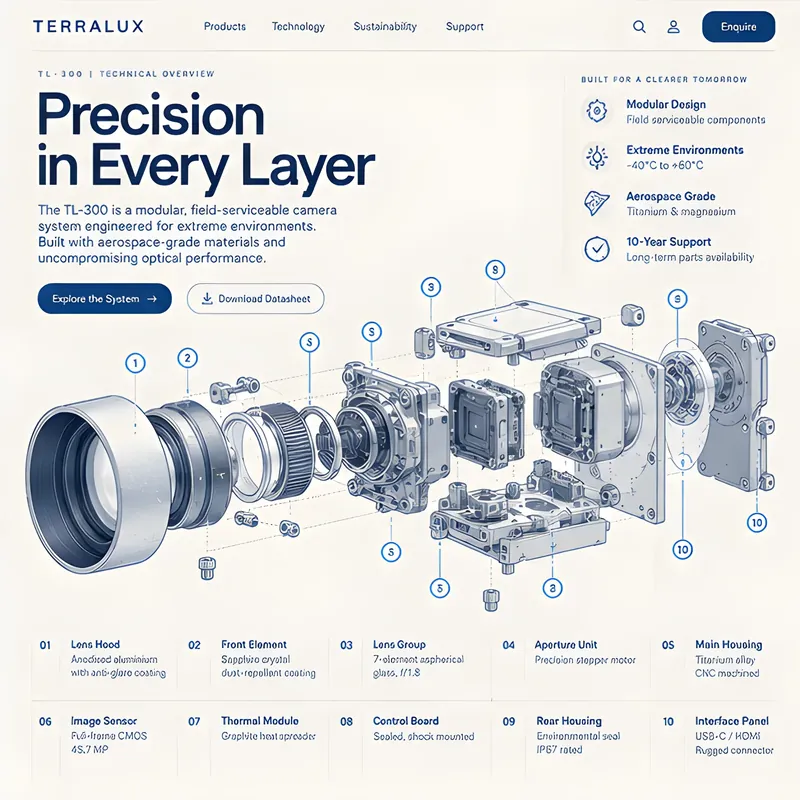 TERRALUX
Products
Technology
Sustainability
Support
Enquire
TL-300 | TECHNICAL OVERVIEW
Precision
in Every Layer
The TL-300 is a modular, field-serviceable camera
system engineered for extreme environments.
Built with aerospace-grade materials and
uncompromising optical performance.
Explore the System →
Download Datasheet
BUILT FOR A CLEARER TOMORROW
Modular Design
Field serviceable components
Extreme Environments
-40°C to +60°C
Aerospace Grade
Titanium & magnesium
10-Year Support
Long-term parts availability
1
2
S
S
3
8
9
S
5
8
10
10
01 Lens Hood
Anodised aluminium
with anti-glare coating
02 Front Element
Sapphire crystal
dust-repellent coating
03 Lens Group
7-element aspherical
glass, f/1.8
04 Aperture Unit
Precision stepper motor
05 Main Housing
Titanium alloy
CNC machined
06 Image Sensor
Full-frame CMOS
45.7 MP
07 Thermal Module
Graphite heat spreader
08 Control Board
Sealed, shock mounted
09 Rear Housing
Environmental seal
IP67 rated
10 Interface Panel
USB-C / HDMI
Rugged connector